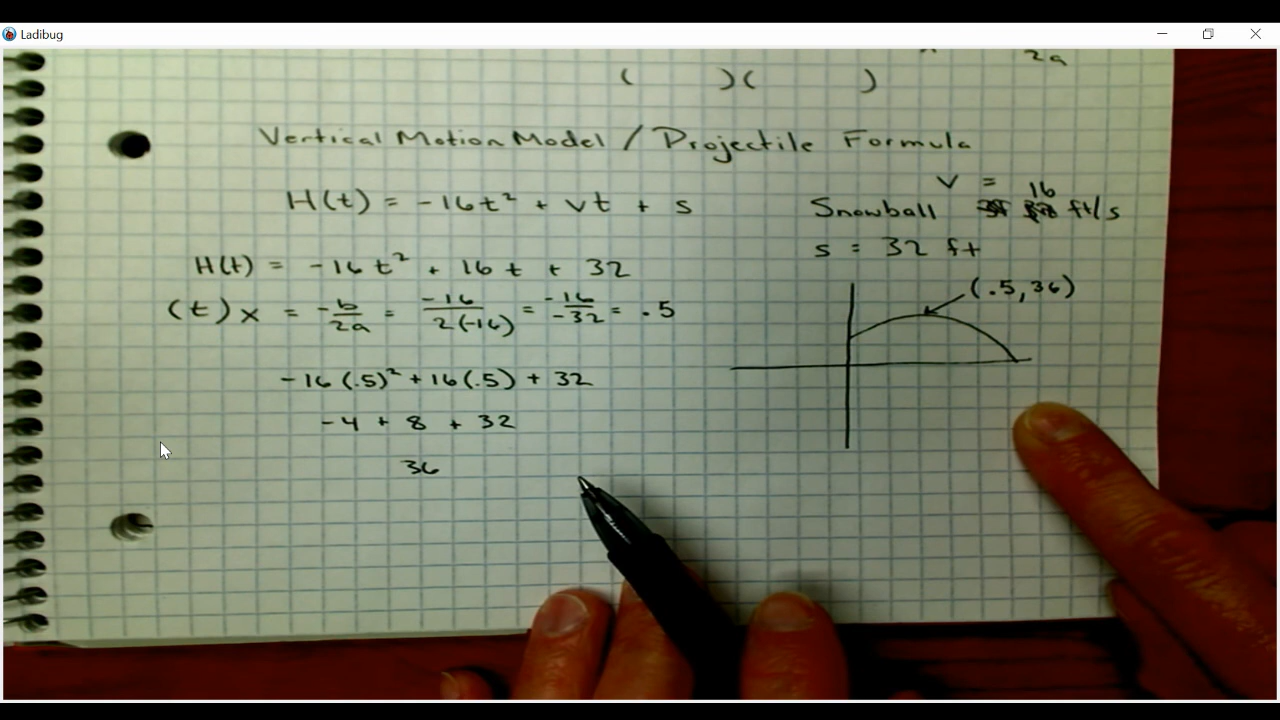 Ladibug
2a
( )( )
Vertical Motion Model / Projectile Formula
H(t) = -16t² + vt + s
v = 16
Snowball ft/s
s = 32 ft
H(t) = -16t² + 16t + 32
(t) x = -b/2a = -16/2(-16) = -16/-32 = .5
(.5, 36)
-16(.5)² + 16(.5) + 32
-4 + 8 + 32
36